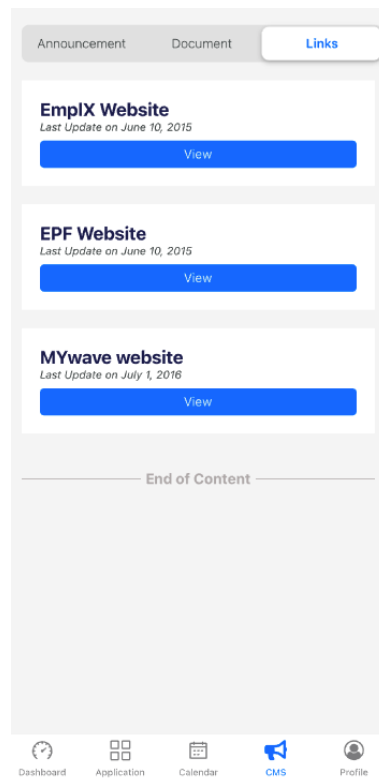 Announcement Document Links
EmplX Website
Last Update on June 10, 2015
View
EPF Website
Last Update on June 10, 2015
View
MYwave website
Last Update on July 1, 2016
View
End of Content
Dashboard Application Calendar CMS Profile